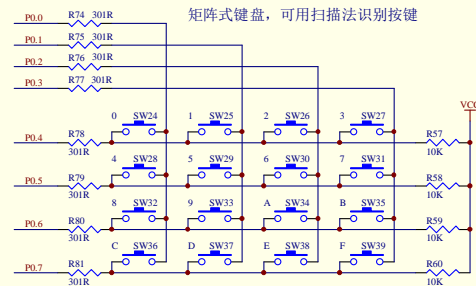 矩阵式键盘，可用扫描法识别按键
P0.0 R74 301R
P0.1 R75 301R
P0.2 R76 301R
P0.3 R77 301R
VCC
0 SW24 1 SW25 2 SW26 3 SW27
P0.4 R78 301R R57 10K
4 SW28 5 SW29 6 SW30 7 SW31
P0.5 R79 301R R58 10K
8 SW32 9 SW33 A SW34 B SW35
P0.6 R80 301R R59 10K
C SW36 D SW37 E SW38 F SW39
P0.7 R81 301R R60 10K